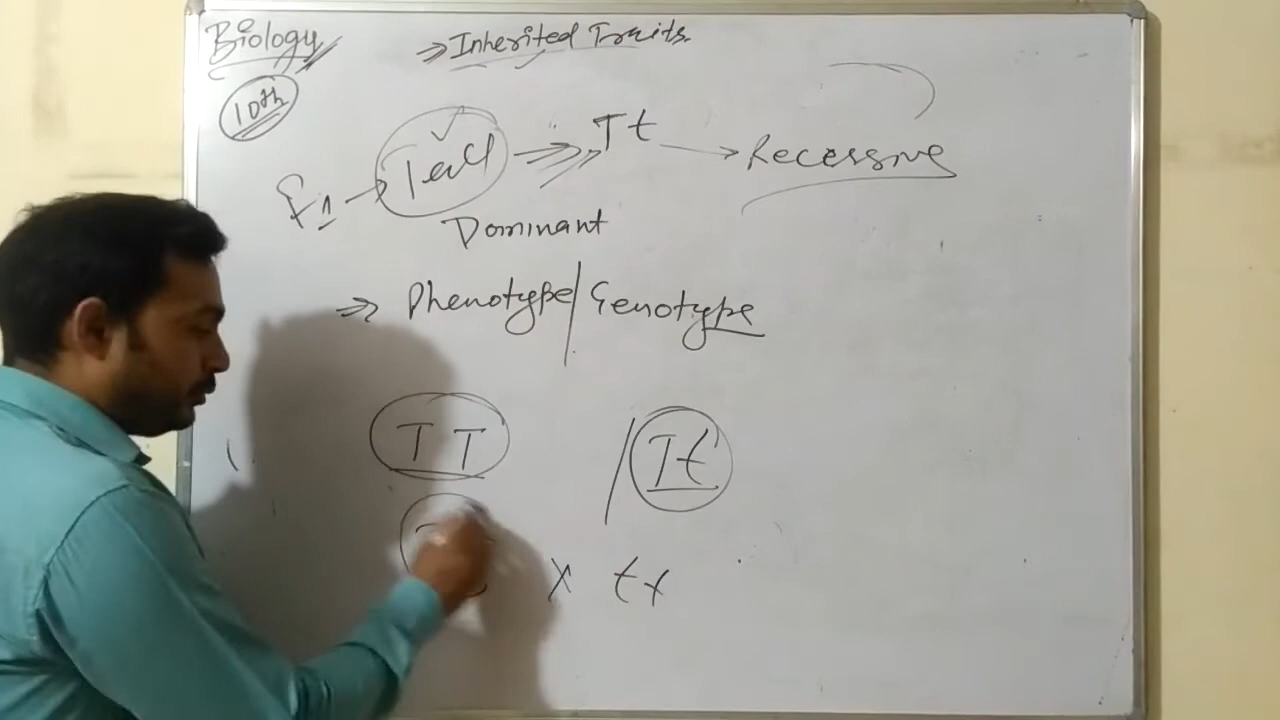 Biology ⇒ Inherited Traits.
10th
F1 → Tall ⇒ Tt → Recessive
Dominant
⇒ Phenotype / Genotype
TT / Tt
x tt